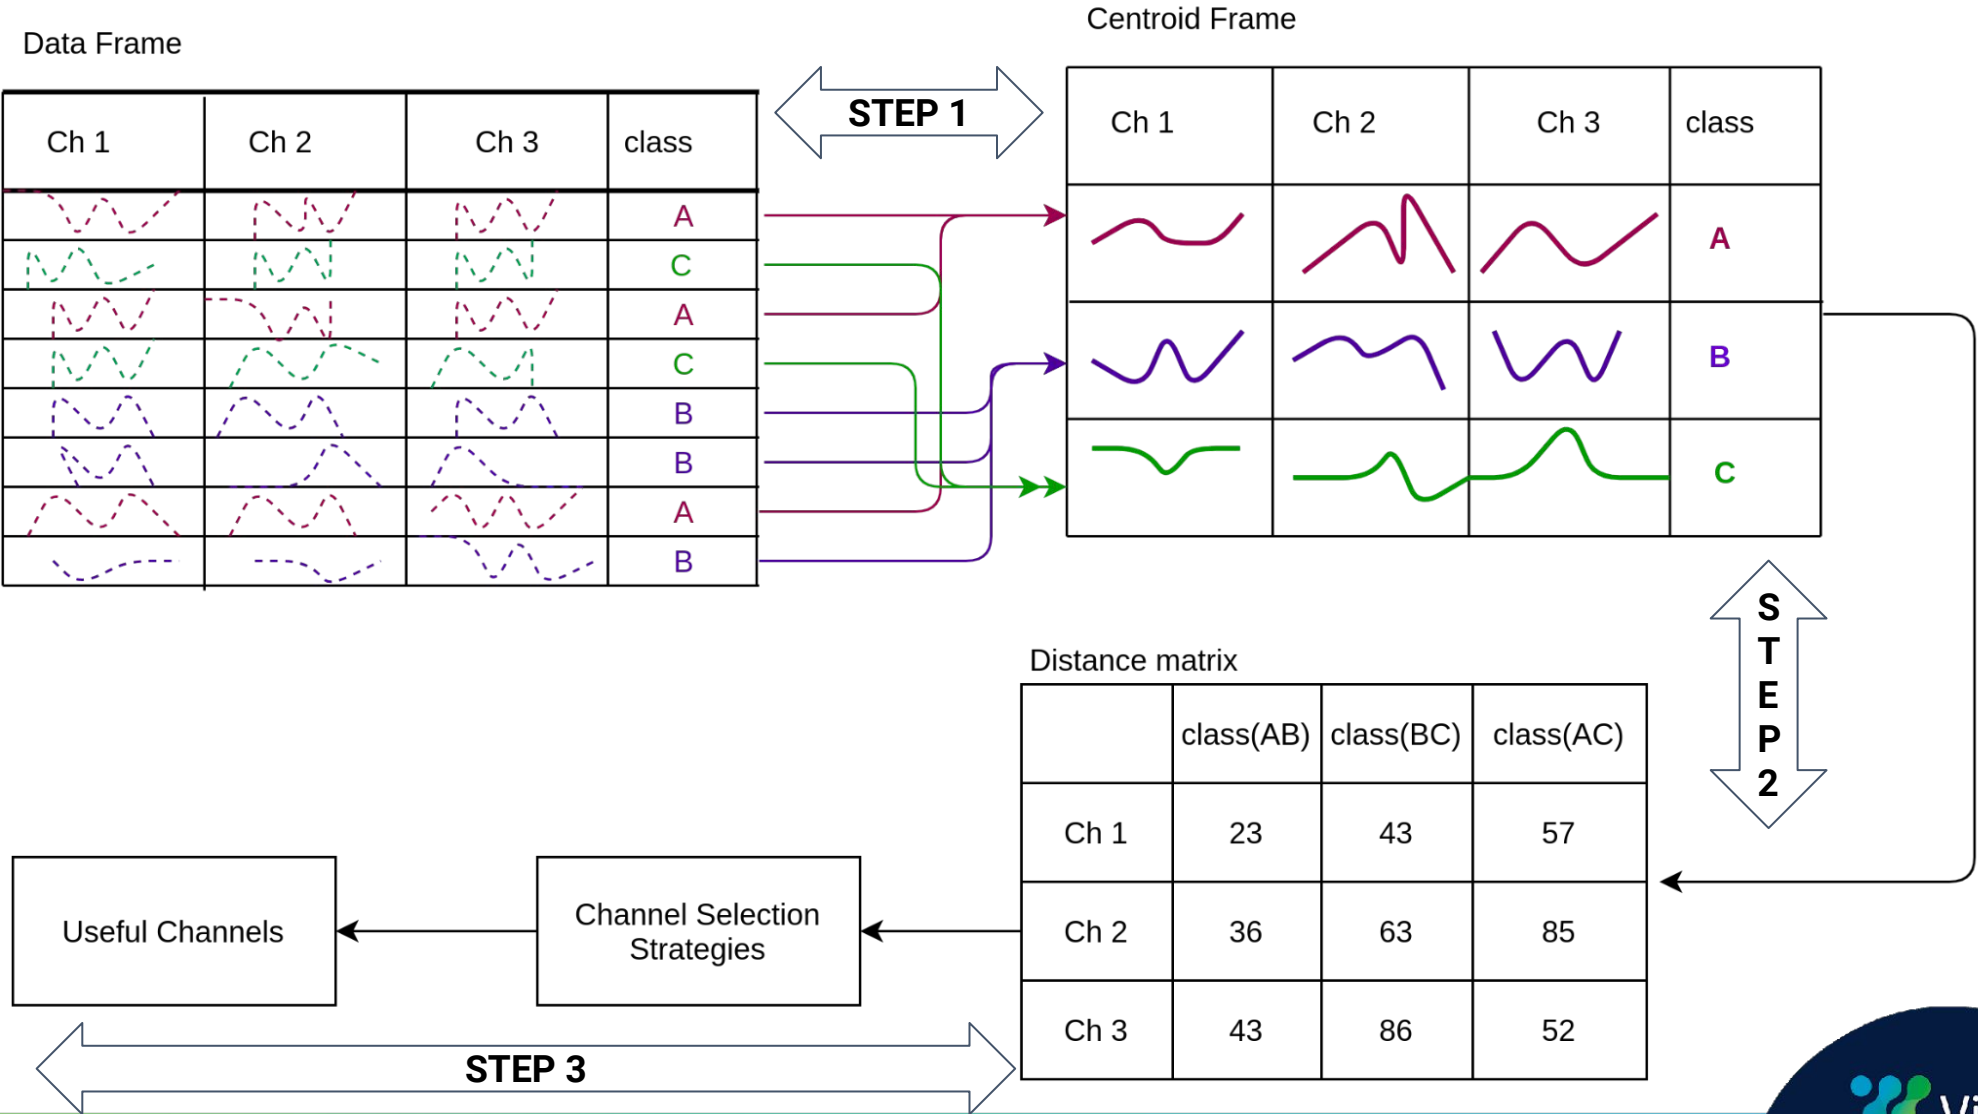 Centroid Frame
Data Frame
STEP 1
Ch 1 Ch 2 Ch 3 class
Ch 1 Ch 2 Ch 3 class
A
C
A
C
B
B
A
B
A
B
C
S
T
E
P
2
Distance matrix
class(AB) class(BC) class(AC)
Ch 1 23 43 57
Ch 2 36 63 85
Ch 3 43 86 52
Channel Selection
Strategies
Useful Channels
STEP 3